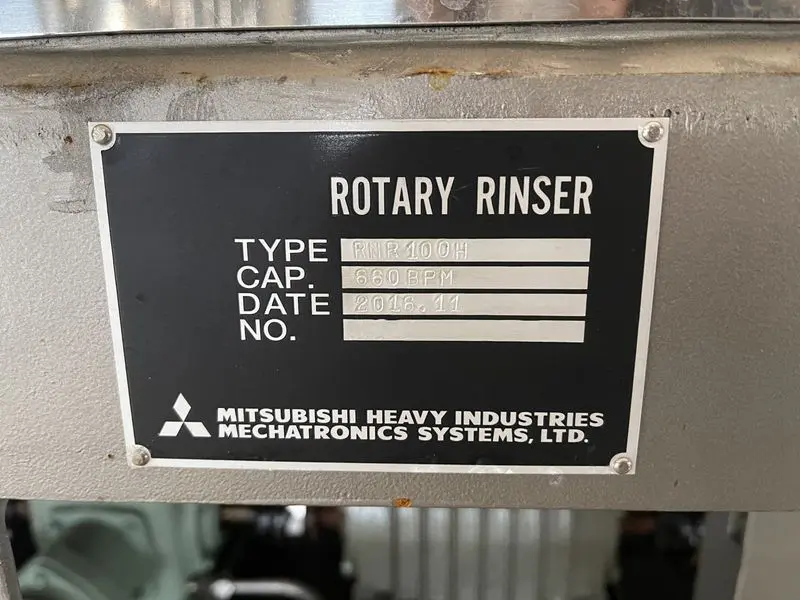 ROTARY RINSER
TYPE RNR100H
CAP. 660BPM
DATE 2016.11
NO.
MITSUBISHI HEAVY INDUSTRIES
MECHATRONICS SYSTEMS, LTD.